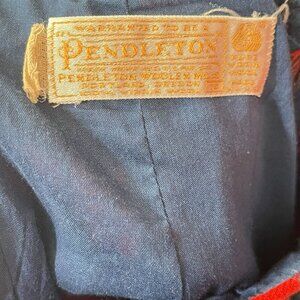 WARRANTED TO BE A
PENDLETON
PENDLETON WOOLEN MILLS
PORTLAND, OREGON